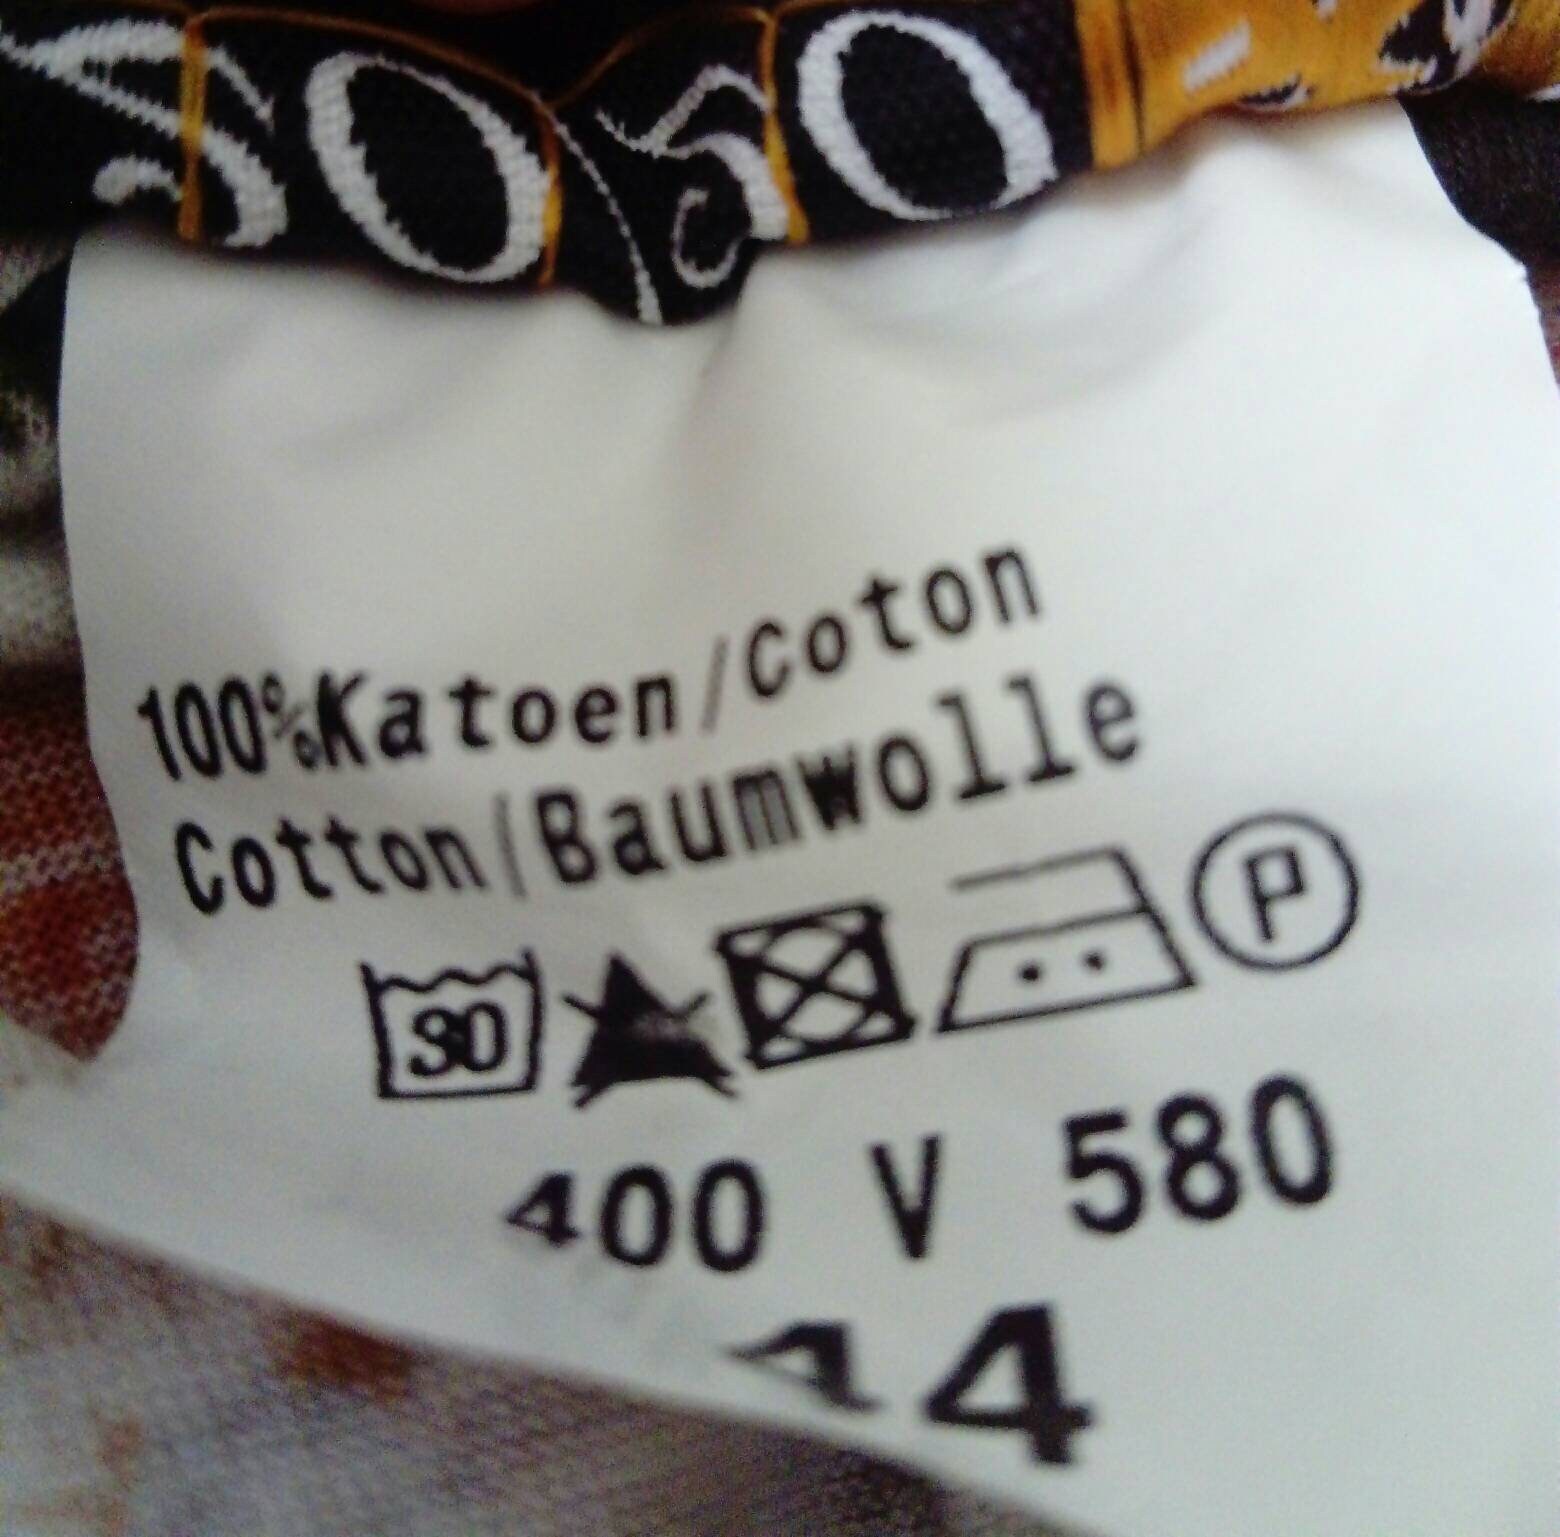 100%Katoen/Coton
Cotton/Baumwolle
30 P
400 V 580
44